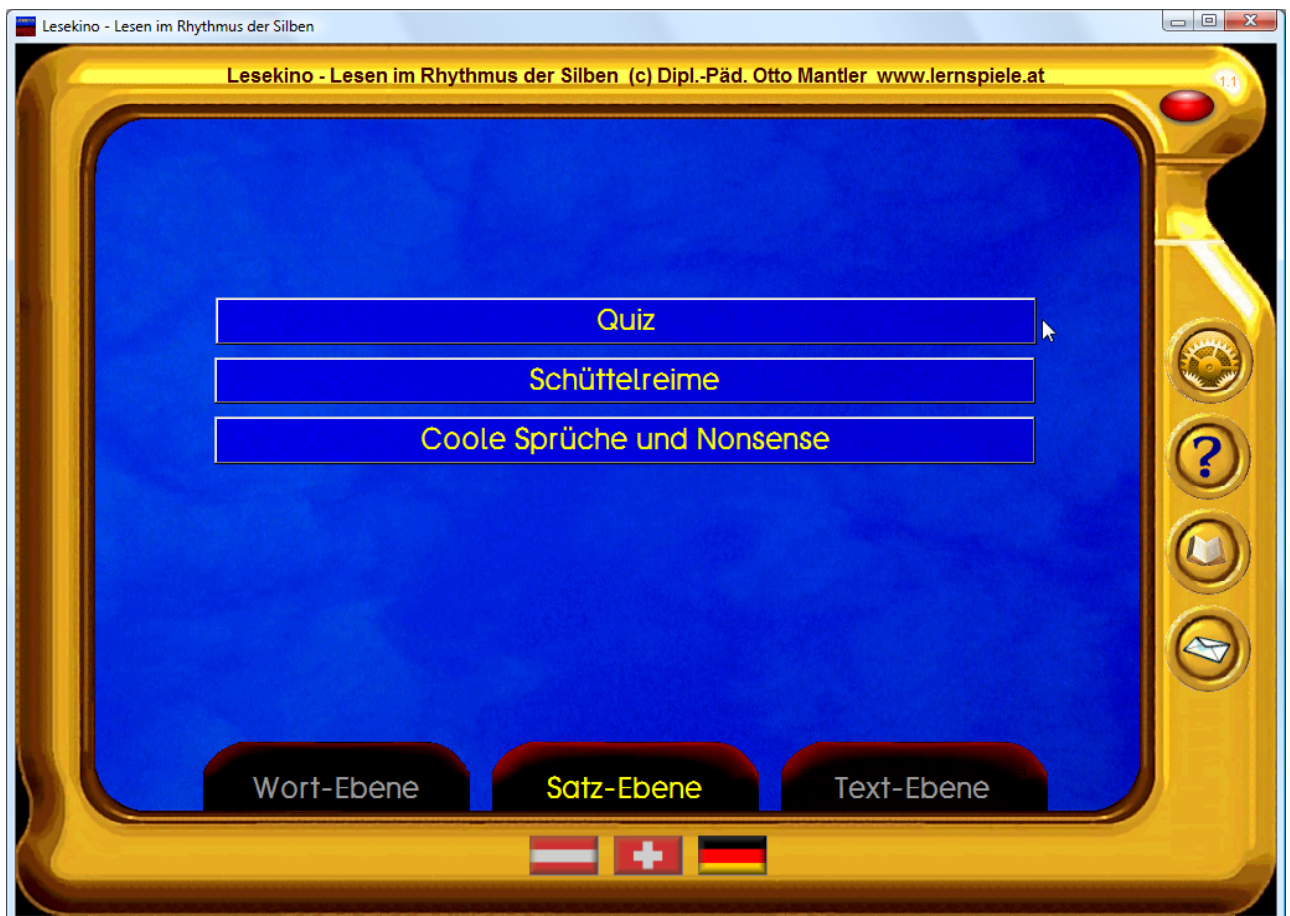 Lesekino - Lesen im Rhythmus der Silben
Lesekino - Lesen im Rhythmus der Silben (c) Dipl.-Päd. Otto Mantler www.lernspiele.at
1.1
Quiz
Schüttelreime
Coole Sprüche und Nonsense
?
Wort-Ebene Satz-Ebene Text-Ebene